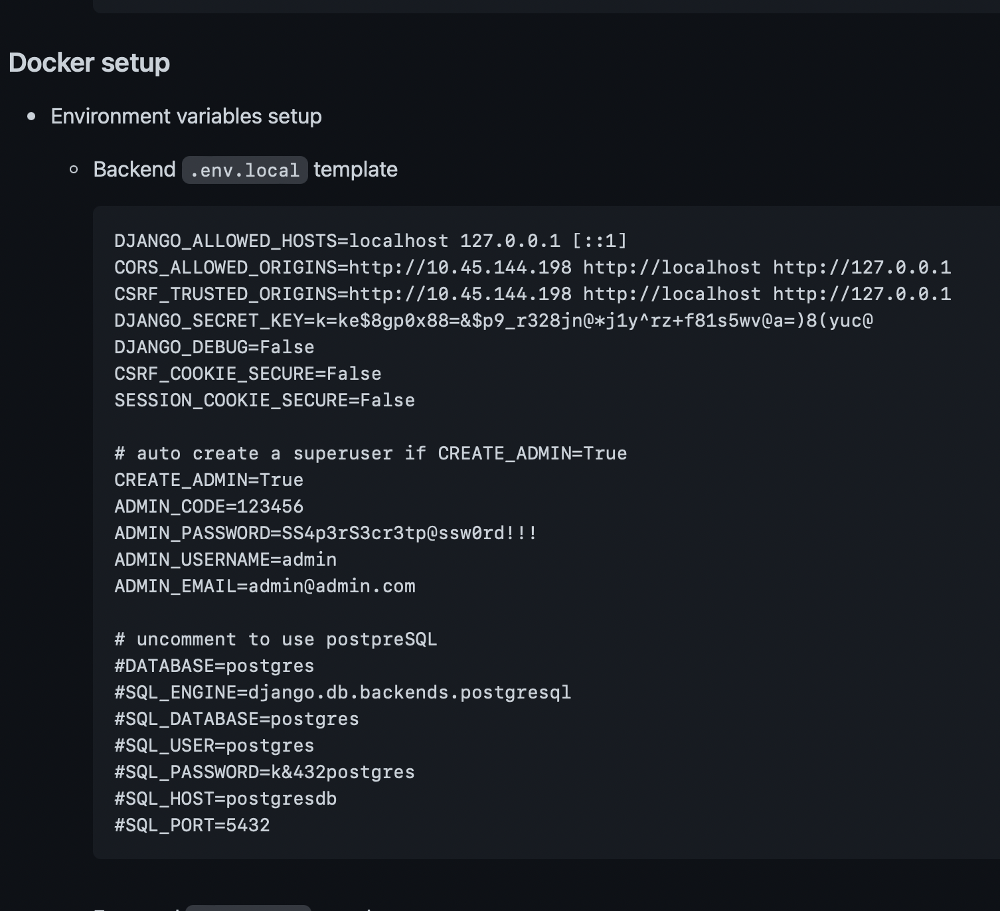 Docker setup
Environment variables setup
Backend .env.local template
DJANGO_ALLOWED_HOSTS=localhost 127.0.0.1 [::1]
CORS_ALLOWED_ORIGINS=http://10.45.144.198 http://localhost http://127.0.0.1
CSRF_TRUSTED_ORIGINS=http://10.45.144.198 http://localhost http://127.0.0.1
DJANGO_SECRET_KEY=k=ke$8gp0x88=&$p9_r328jn@*j1y^rz+f81s5wv@a=)8(yuc@
DJANGO_DEBUG=False
CSRF_COOKIE_SECURE=False
SESSION_COOKIE_SECURE=False
# auto create a superuser if CREATE_ADMIN=True
CREATE_ADMIN=True
ADMIN_CODE=123456
ADMIN_PASSWORD=SS4p3rS3cr3tp@ssw0rd!!!
ADMIN_USERNAME=admin
ADMIN_EMAIL=admin@admin.com
# uncomment to use postpreSQL
#DATABASE=postgres
#SQL_ENGINE=django.db.backends.postgresql
#SQL_DATABASE=postgres
#SQL_USER=postgres
#SQL_PASSWORD=k&432postgres
#SQL_HOST=postgresdb
#SQL_PORT=5432